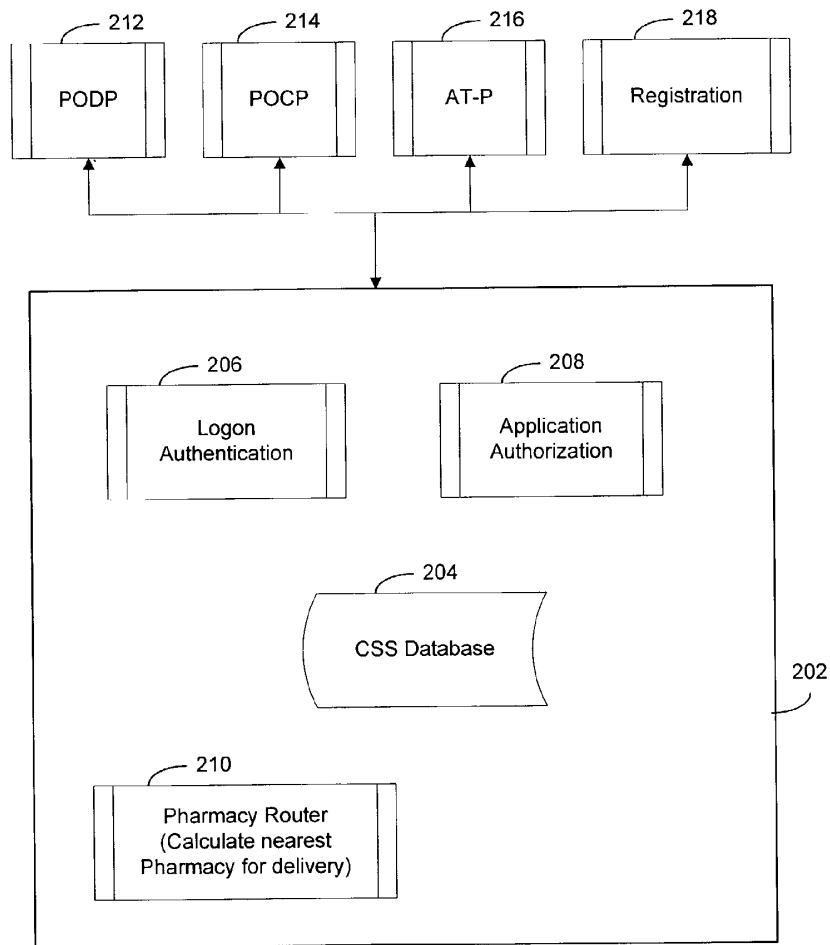 212
214
216
218
PODP
POCP
AT-P
Registration
206
208
Logon
Authentication
Application
Authorization
204
CSS Database
202
210
Pharmacy Router
(Calculate nearest
Pharmacy for delivery)